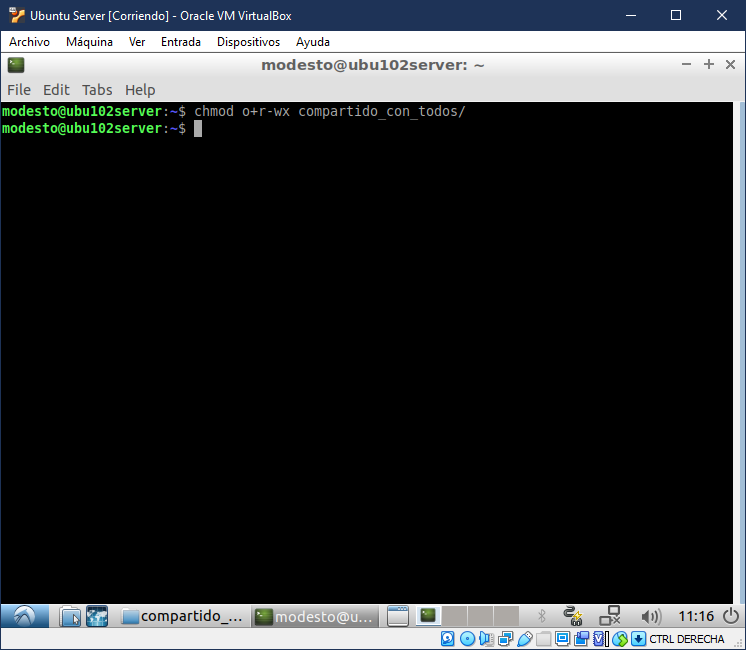 Ubuntu Server [Corriendo] - Oracle VM VirtualBox
Archivo Máquina Ver Entrada Dispositivos Ayuda
modesto@ubu102server: ~
File Edit Tabs Help
modesto@ubu102server:~$ chmod o+r-wx compartido_con_todos/
modesto@ubu102server:~$
compartido_... modesto@u... 11:16
CTRL DERECHA